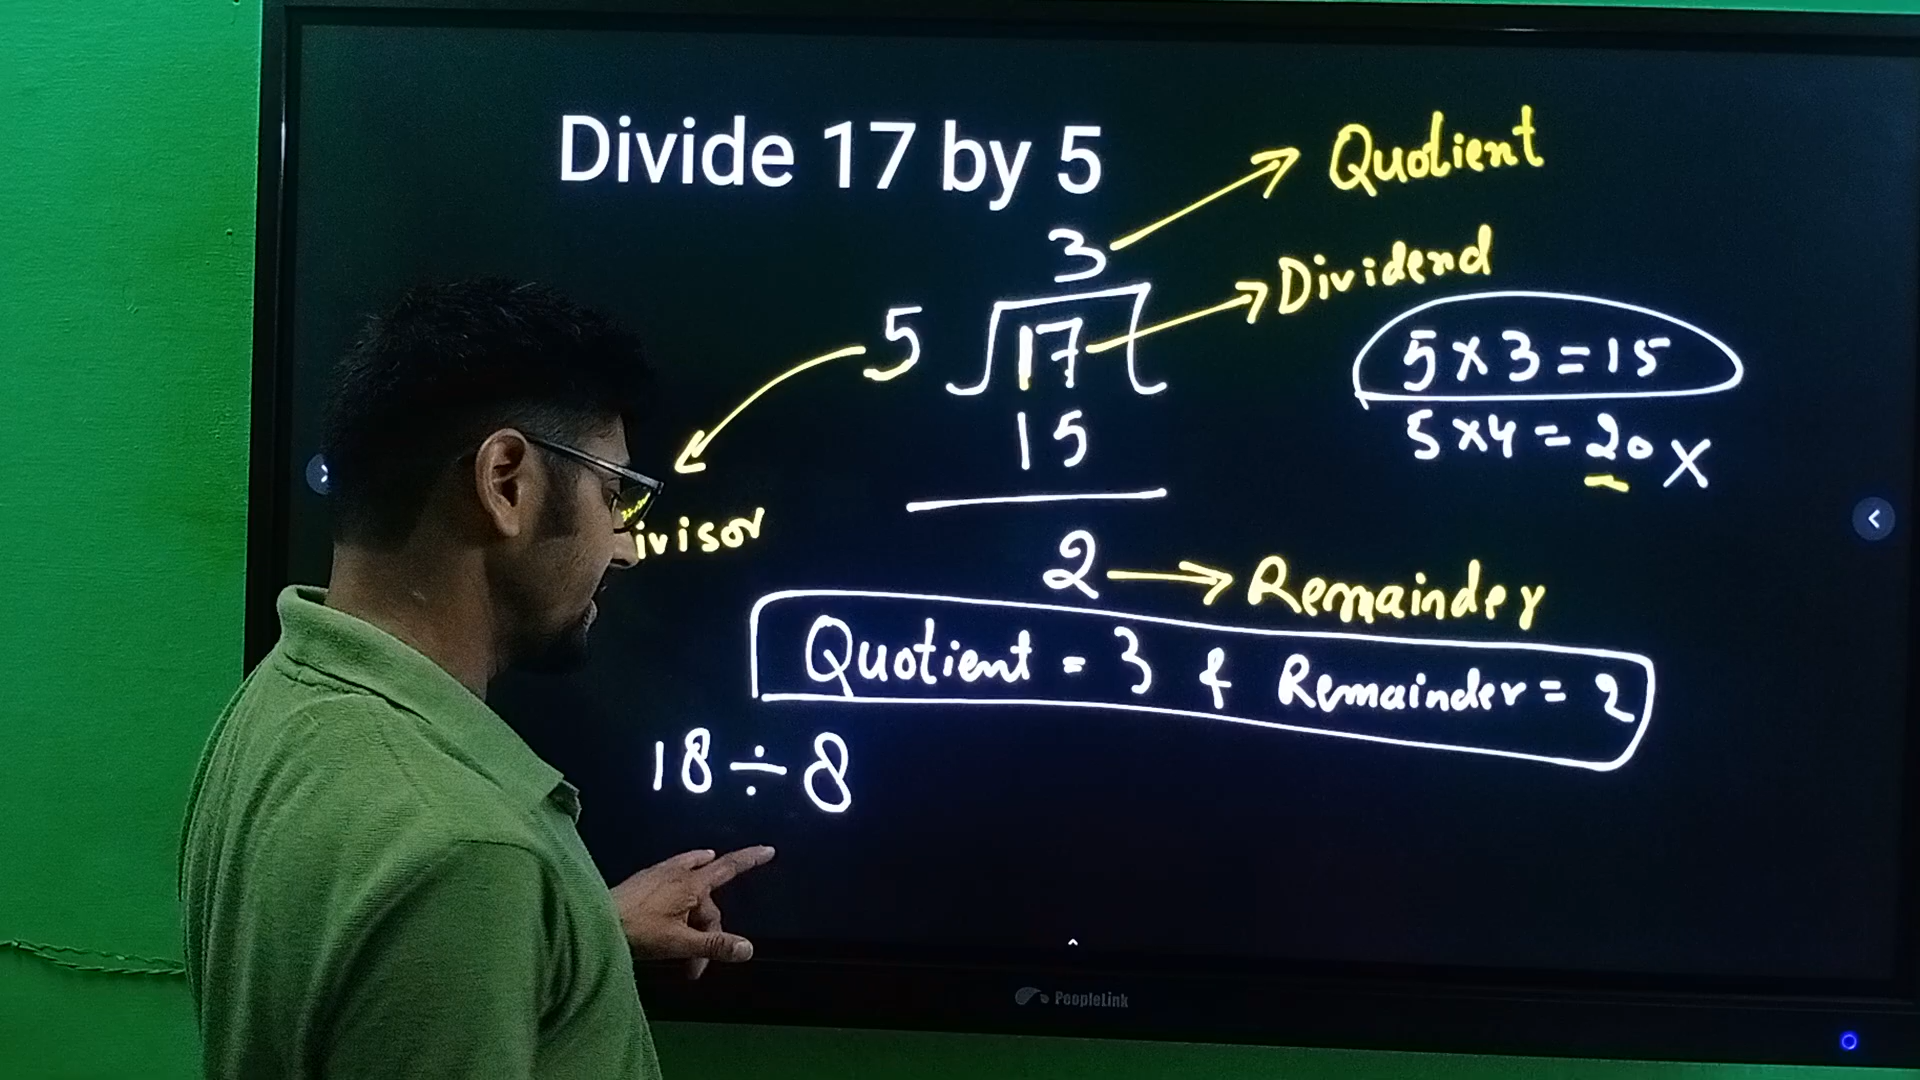 Divide 17 by 5
Quotient
3
Dividend
5 17
5 x 3 = 15
15
5 x 4 = 20 x
ivisor
2
Remainder
Quotient = 3 & Remainder = 2
18 ÷ 8
PeopleLink